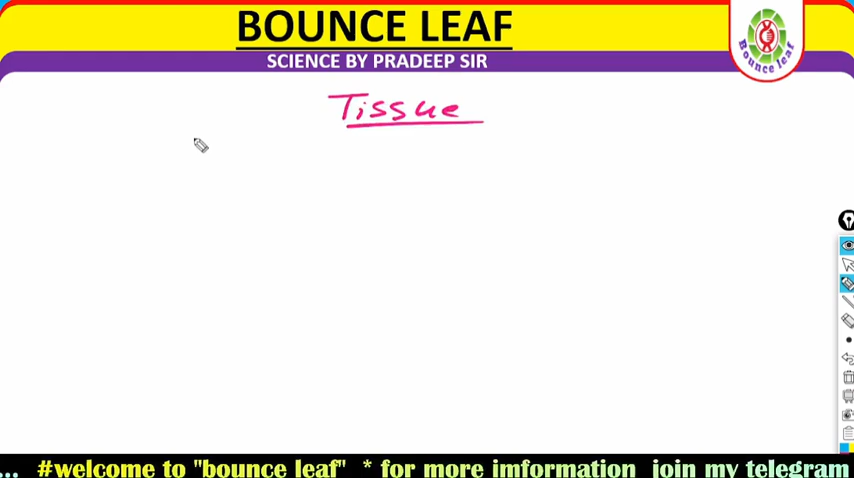 BOUNCE LEAF
SCIENCE BY PRADEEP SIR
Bounce leaf
Tissue
... #welcome to "bounce leaf" * for more imformation join my telegram